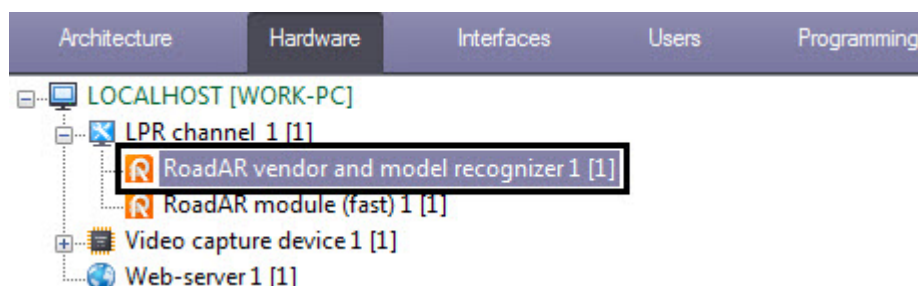 Architecture Hardware Interfaces Users Programming
LOCALHOST [WORK-PC]
LPR channel 1 [1]
RoadAR vendor and model recognizer 1 [1]
RoadAR module (fast) 1 [1]
Video capture device 1 [1]
Web-server 1 [1]